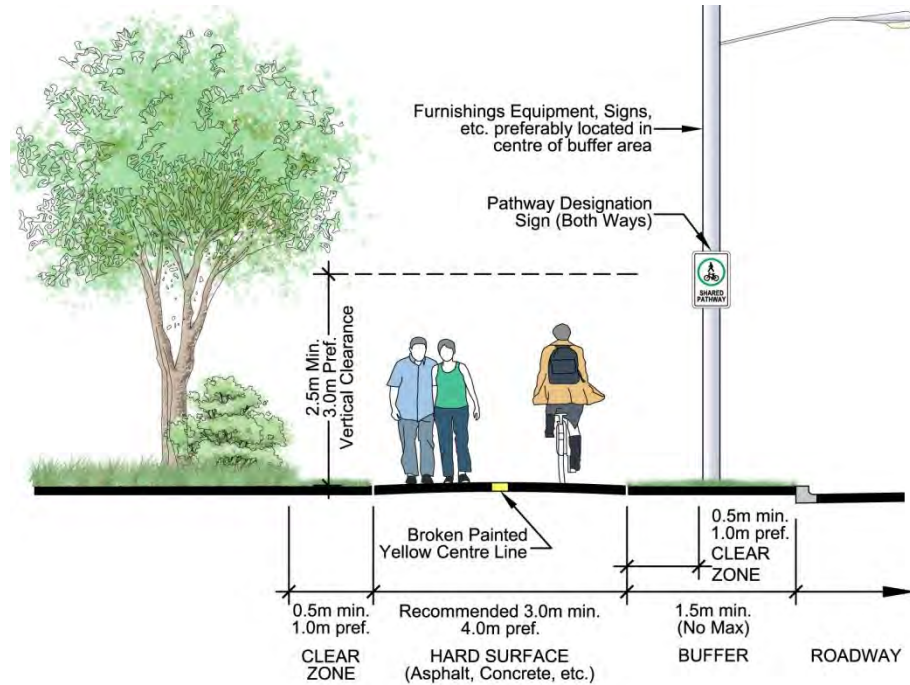 Furnishings Equipment, Signs,
etc. preferably located in
centre of buffer area
Pathway Designation
Sign (Both Ways)
SHARED
PATHWAY
2.5m Min.
3.0m Pref.
Vertical Clearance
Broken Painted
Yellow Centre Line
0.5m min.
1.0m pref.
CLEAR
ZONE
0.5m min.
1.0m pref.
CLEAR
ZONE
Recommended 3.0m min.
4.0m pref.
HARD SURFACE
(Asphalt, Concrete, etc.)
1.5m min.
(No Max)
BUFFER
ROADWAY